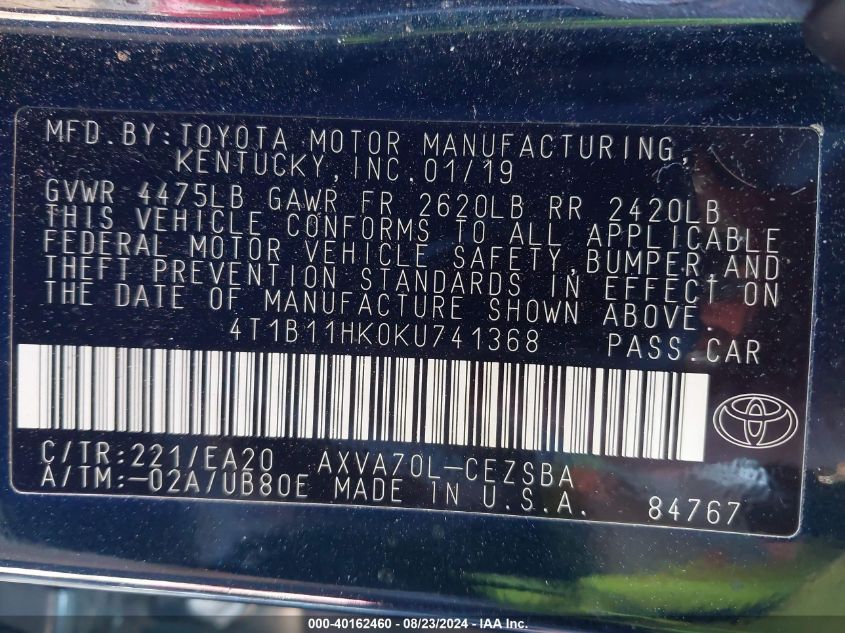 MFD.BY:TOYOTA MOTOR MANUFACTURING,
KENTUCKY,INC.01/19
GVWR 4475LB GAWR FR 2620LB RR 2420LB
THIS VEHICLE CONFORMS TO ALL APPLICABLE
FEDERAL MOTOR VEHICLE SAFETY,BUMPER,AND
THEFT PREVENTION STANDARDS IN EFFECT ON
THE DATE OF MANUFACTURE SHOWN ABOVE.
4T1B11HK0KU741368 PASS.CAR
C/TR:221/EA20 AXVA70L-CEZSBA
A/TM:-02A/UB80E MADE IN U.S.A. 84767
000-40162460 - 08/23/2024 - IAA Inc.